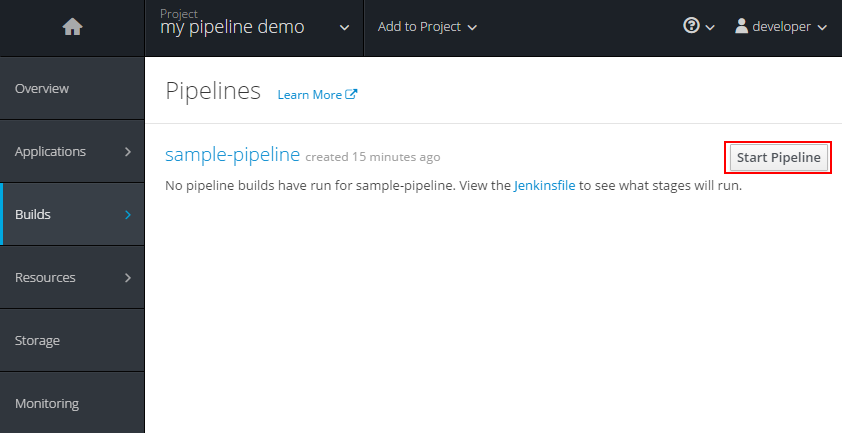 Project
my pipeline demo
Add to Project
developer
Overview
Applications
Builds
Resources
Storage
Monitoring
Pipelines Learn More
sample-pipeline created 15 minutes ago
Start Pipeline
No pipeline builds have run for sample-pipeline. View the Jenkinsfile to see what stages will run.